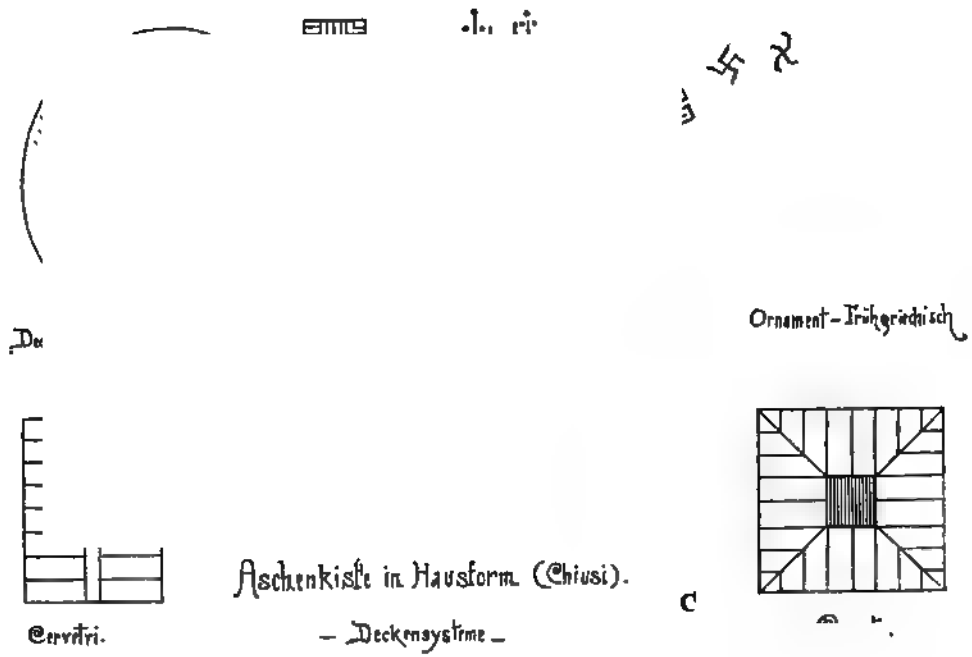 Ornament-Frühgriechisch
Aschenkiste in Hausform (Chiusi).
Cervetri.
- Deckensysteme -
C